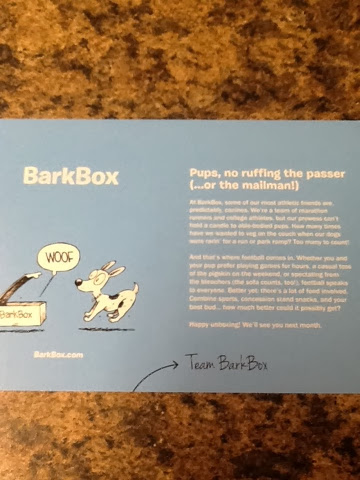 BarkBox
WOOF
BarkBox
BarkBox.com
Pups, no ruffing the passer
(...or the mailman!)
At BarkBox, some of our most athletic friends are,
predictably, canines. We're a team of marathon
runners and college athletes, but our prowess can't
hold a candle to able-bodied pups. How many times
have we wanted to veg on the couch when our dogs
were rarin' for a run or park romp? Too many to count!
And that's where football comes in. Whether you and
your pup prefer playing games for hours, a casual toss
of the pigskin on the weekend, or spectating from
the bleachers (the sofa counts, too!), football speaks
to everyone. Better yet: there's a lot of food involved.
Combine sports, concession stand snacks, and your
best bud... how much better could it possibly get?
Happy unboxing! We'll see you next month.
Team BarkBox